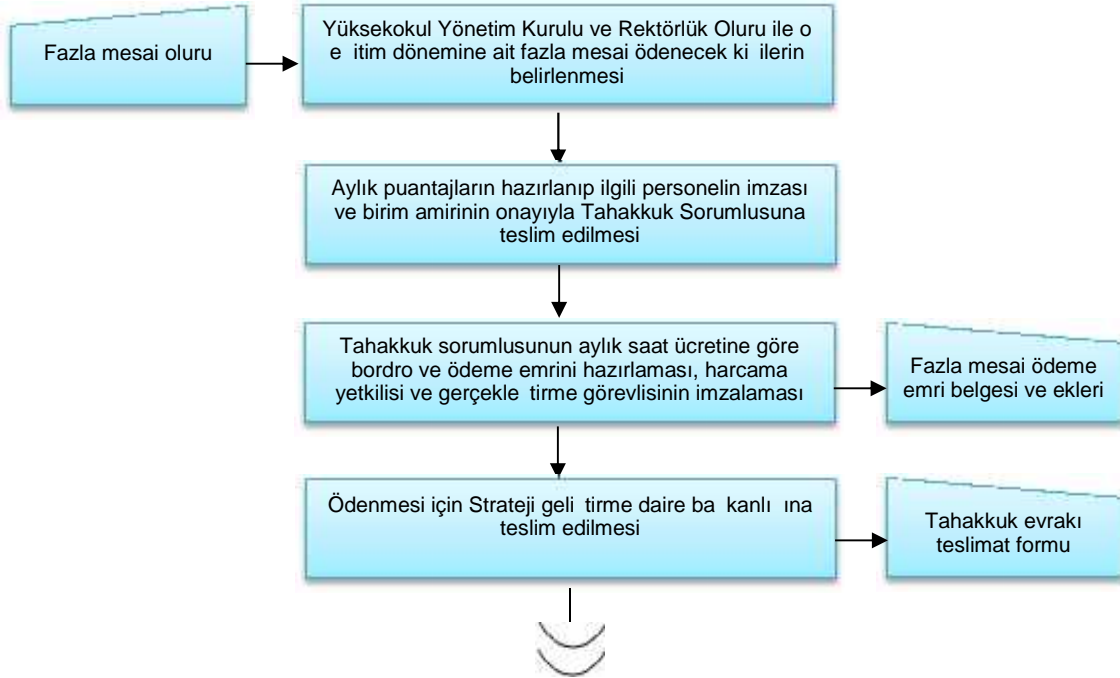 Fazla mesai oluru
Yüksekokul Yönetim Kurulu ve Rektörlük Oluru ile o
e itim dönemine ait fazla mesai ödenecek ki ilerin
belirlenmesi
Aylık puantajların hazırlanıp ilgili personelin imzası
ve birim amirinin onayıyla Tahakkuk Sorumlusuna
teslim edilmesi
Tahakkuk sorumlusunun aylık saat ücretine göre
bordro ve ödeme emrini hazırlaması, harcama
yetkilisi ve gerçekle tirme görevlisinin imzalaması
Fazla mesai ödeme
emri belgesi ve ekleri
Ödenmesi için Strateji geli tirme daire ba kanlı ına
teslim edilmesi
Tahakkuk evrakı
teslimat formu